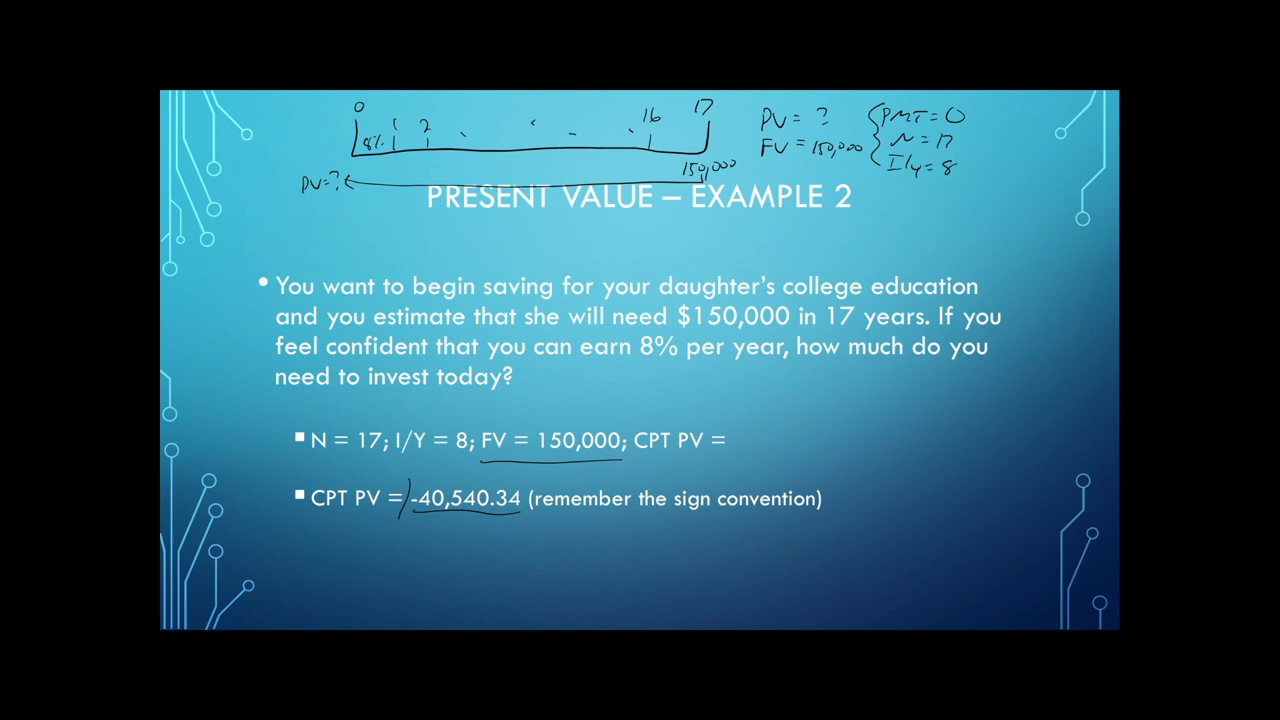 0
1
2
16
17
8%
PV=?
150,000
PV = ?
FV = 150,000
PMT = 0
N = 17
I/y = 8
PRESENT VALUE – EXAMPLE 2
• You want to begin saving for your daughter's college education
and you estimate that she will need $150,000 in 17 years. If you
feel confident that you can earn 8% per year, how much do you
need to invest today?
▪ N = 17; I/Y = 8; FV = 150,000; CPT PV =
▪ CPT PV = -40,540.34 (remember the sign convention)